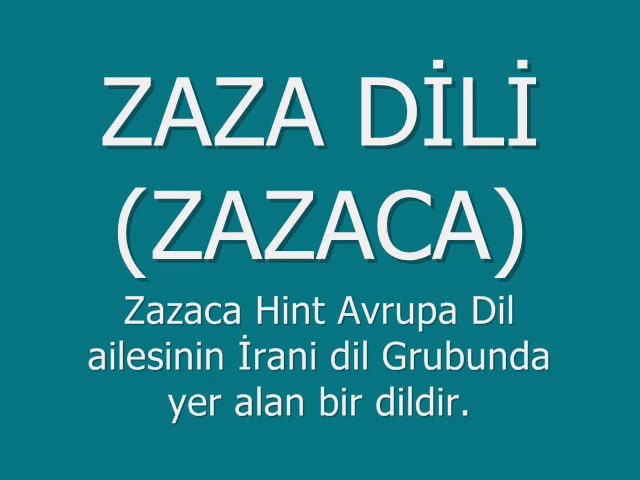 ZAZA DİLİ
(ZAZACA)
Zazaca Hint Avrupa Dil
ailesinin İrani dil Grubunda
yer alan bir dildir.